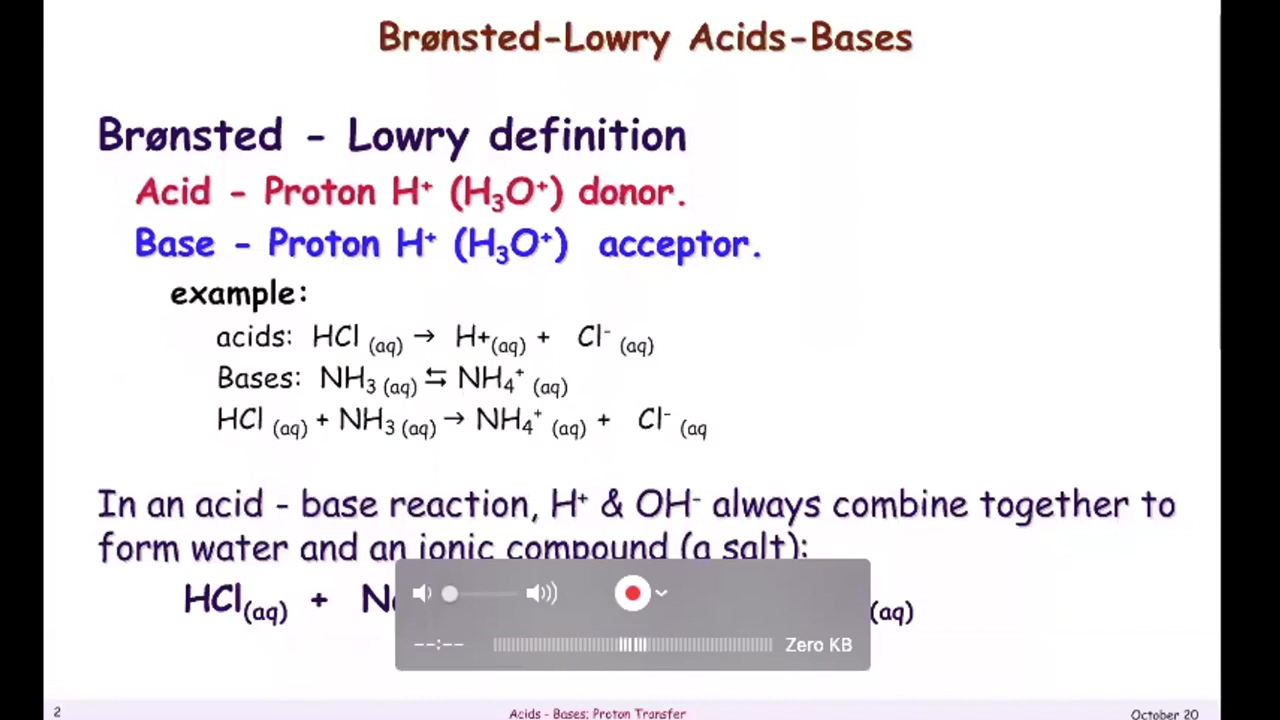 Brønsted-Lowry Acids-Bases
Brønsted - Lowry definition
Acid - Proton H⁺ (H₃O⁺) donor.
Base - Proton H⁺ (H₃O⁺) acceptor.
example:
acids: HCl (aq) → H+(aq) + Cl⁻ (aq)
Bases: NH₃ (aq) ⇆ NH₄⁺ (aq)
HCl (aq) + NH₃ (aq) → NH₄⁺ (aq) + Cl⁻ (aq
In an acid - base reaction, H⁺ & OH⁻ always combine together to
form water and an ionic compound (a salt):
HCl(aq) + (aq)
--:-- Zero KB
2 Acids - Bases; Proton Transfer October 20